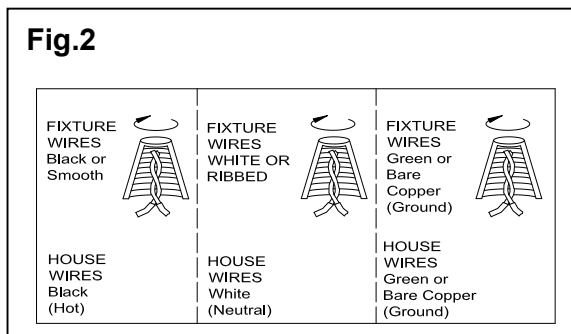 Fig.2
FIXTURE
WIRES
Black or
Smooth
HOUSE
WIRES
Black
(Hot)
FIXTURE
WIRES
WHITE OR
RIBBED
HOUSE
WIRES
White
(Neutral)
FIXTURE
WIRES
Green or
Bare
Copper
(Ground)
HOUSE
WIRES
Green or
Bare Copper
(Ground)